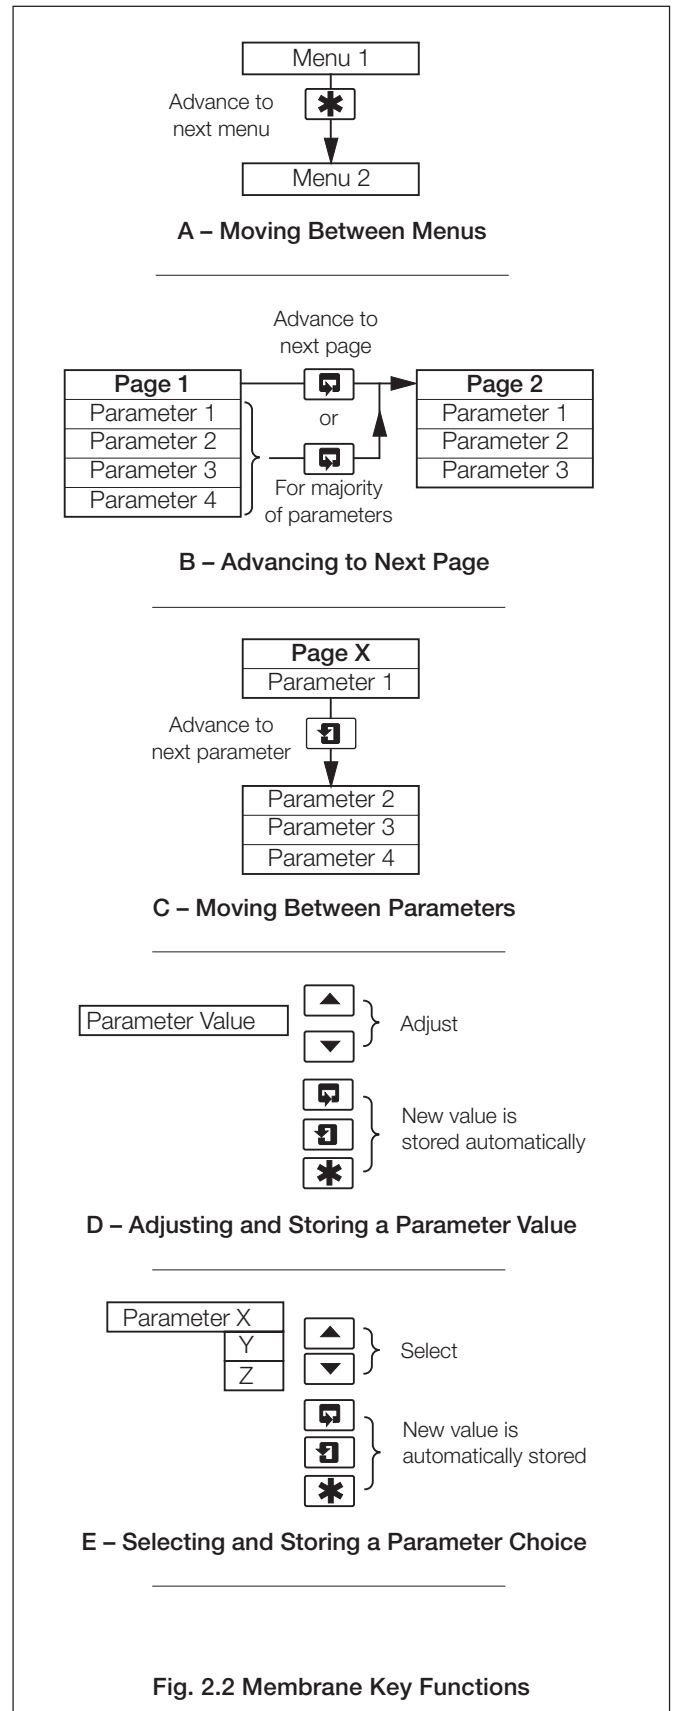 Menu 1
Advance to
next menu
Menu 2
A – Moving Between Menus
Advance to
next page
Page 1
Parameter 1
Parameter 2
Parameter 3
Parameter 4
or
For majority
of parameters
Page 2
Parameter 1
Parameter 2
Parameter 3
B – Advancing to Next Page
Page X
Parameter 1
Advance to
next parameter
Parameter 2
Parameter 3
Parameter 4
C – Moving Between Parameters
Parameter Value
Adjust
New value is
stored automatically
D – Adjusting and Storing a Parameter Value
Parameter X
Y
Z
Select
New value is
automatically stored
E – Selecting and Storing a Parameter Choice
Fig. 2.2 Membrane Key Functions